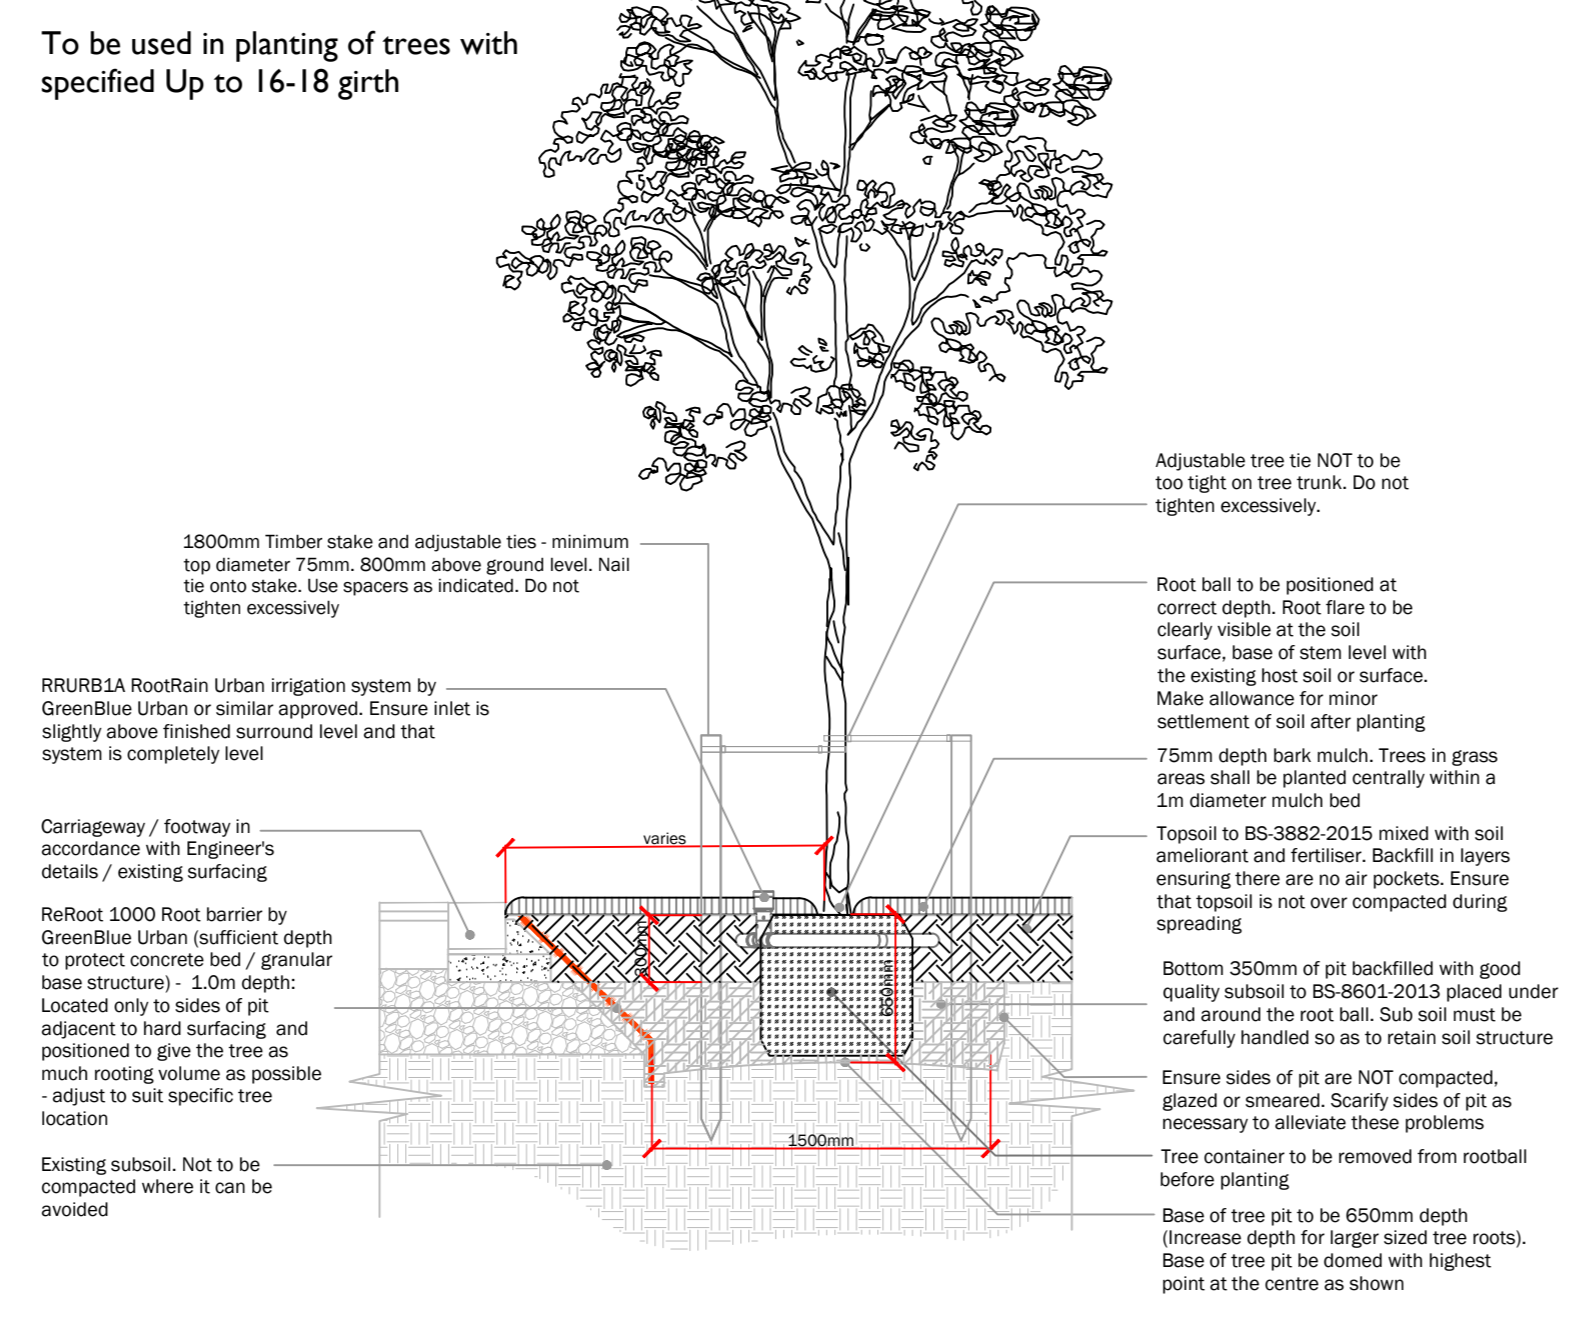 To be used in planting of trees with
specified Up to 16-18 girth
Adjustable tree tie NOT to be
too tight on tree trunk. Do not
tighten excessively.
1800mm Timber stake and adjustable ties - minimum
top diameter 75mm. 800mm above ground level. Nail
tie onto stake. Use spacers as indicated. Do not
tighten excessively
Root ball to be positioned at
correct depth. Root flare to be
clearly visible at the soil
surface, base of stem level with
the existing host soil or surface.
Make allowance for minor
settlement of soil after planting
RRURB1A RootRain Urban irrigation system by
GreenBlue Urban or similar approved. Ensure inlet is
slightly above finished surround level and that
system is completely level
75mm depth bark mulch. Trees in grass
areas shall be planted centrally within a
1m diameter mulch bed
Carriageway / footway in
accordance with Engineer's
details / existing surfacing
varies
Topsoil to BS-3882-2015 mixed with soil
ameliorant and fertiliser. Backfill in layers
ensuring there are no air pockets. Ensure
that topsoil is not over compacted during
spreading
ReRoot 1000 Root barrier by
GreenBlue Urban (sufficient depth
to protect concrete bed / granular
base structure) - 1.0m depth:
Located only to sides of pit
adjacent to hard surfacing and
positioned to give the tree as
much rooting volume as possible
- adjust to suit specific tree
location
300mm
650mm
Bottom 350mm of pit backfilled with good
quality subsoil to BS-8601-2013 placed under
and around the root ball. Sub soil must be
carefully handled so as to retain soil structure
Ensure sides of pit are NOT compacted,
glazed or smeared. Scarify sides of pit as
necessary to alleviate these problems
1500mm
Existing subsoil. Not to be
compacted where it can be
avoided
Tree container to be removed from rootball
before planting
Base of tree pit to be 650mm depth
(Increase depth for larger sized tree roots).
Base of tree pit be domed with highest
point at the centre as shown